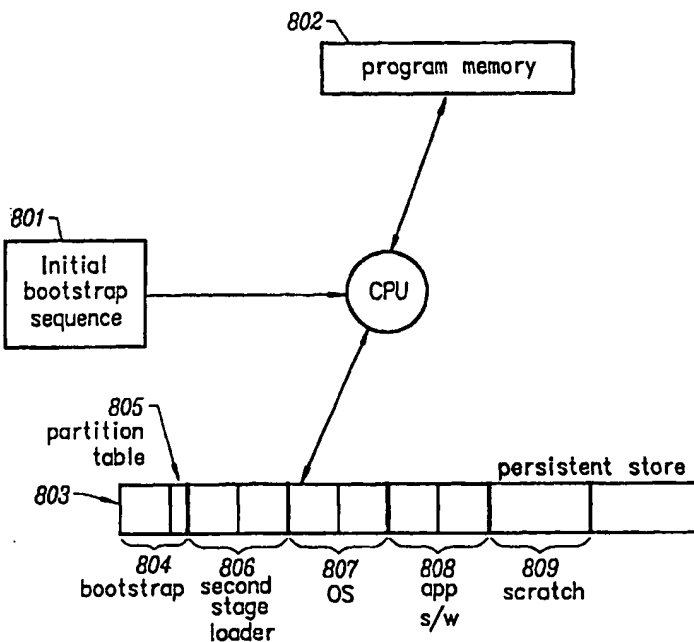 802
program memory
801
Initial
bootstrap
sequence
CPU
805
partition
table
persistent store
803
804
bootstrap
806
second
stage
loader
807
OS
808
app
s/w
809
scratch